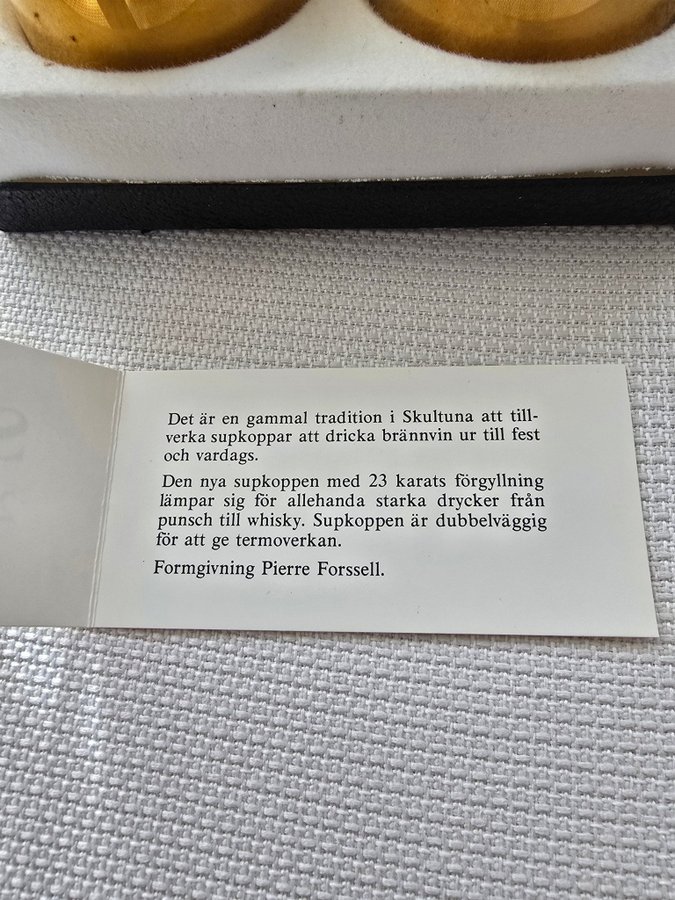 Det är en gammal tradition i Skultuna att till-
verka supkoppar att dricka brännvin ur till fest
och vardags.
Den nya supkoppen med 23 karats förgyllning
lämpar sig för allehanda starka drycker från
punsch till whisky. Supkoppen är dubbelväggig
för att ge termoverkan.
Formgivning Pierre Forssell.